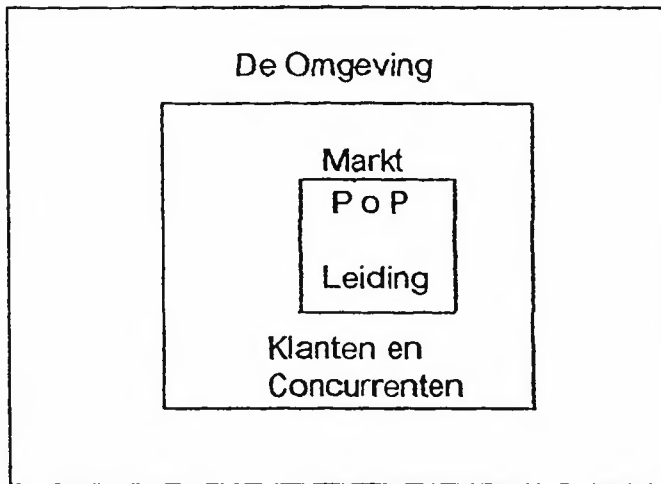 De Omgeving
Markt
P o P
Leiding
Klanten en
Concurrenten